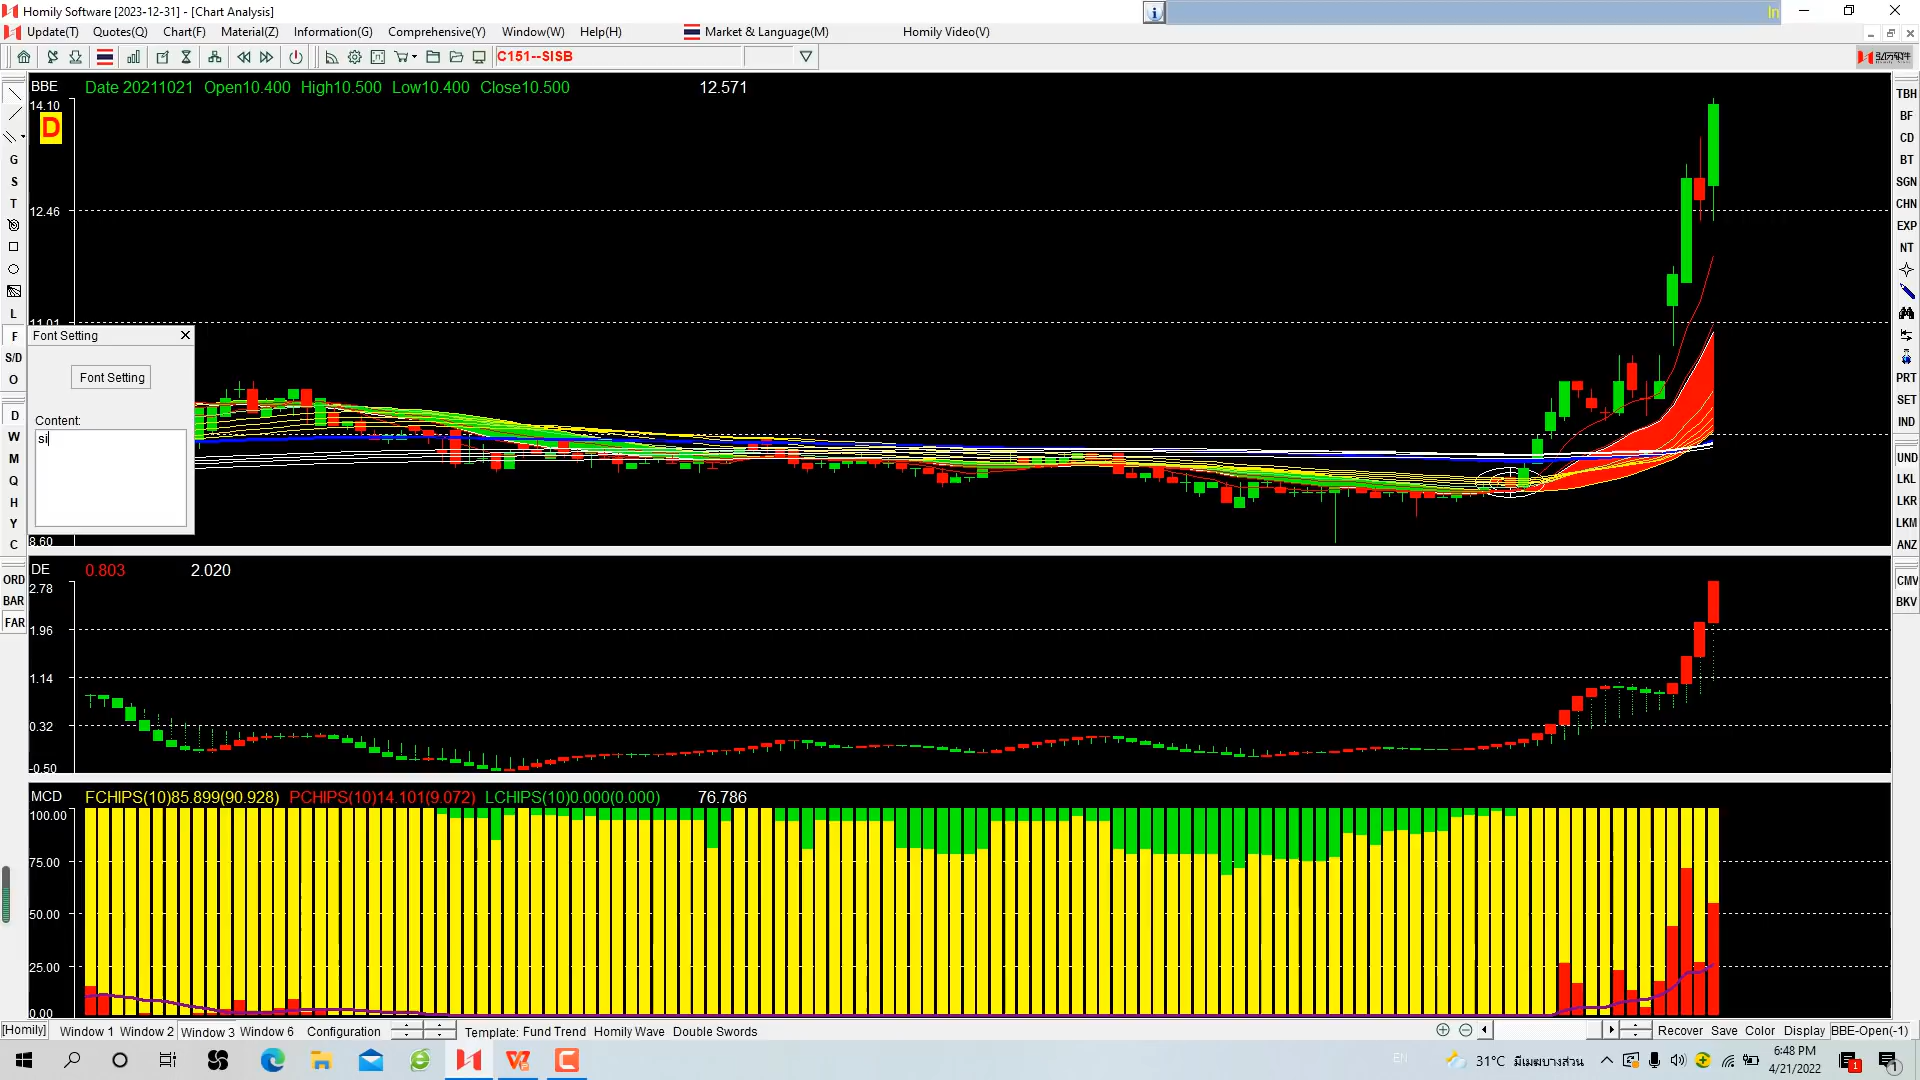 Homily Software [2023-12-31] - [Chart Analysis]
Update(T) Quotes(Q) Chart(F) Material(Z) Information(G) Comprehensive(Y) Window(W) Help(H) Market & Language(M) Homily Video(V)
C151--SISB
BBE Date 20211021 Open10.400 High10.500 Low10.400 Close10.500 12.571
14.10
D
12.46
11.01
8.60
G
S
T
L
F
S/D
O
D
W
M
Q
H
Y
C
ORD
BAR
FAR
Font Setting
Font Setting
Content:
si
DE 0.803 2.020
2.78
1.96
1.14
0.32
-0.50
MCD FCHIPS(10)85.899(90.928) PCHIPS(10)14.101(9.072) LCHIPS(10)0.000(0.000) 76.786
100.00
75.00
50.00
25.00
0.00
TBH
BF
CD
BT
SGN
CHN
EXP
NT
PRT
SET
IND
UND
LKL
LKR
LKM
ANZ
CMV
BKV
[Homily] Window 1 Window 2 Window 3 Window 6 Configuration Template: Fund Trend Homily Wave Double Swords Recover Save Color Display BBE-Open(-1)
31°C มีเมฆบางส่วน
6:48 PM
4/21/2022
1
1